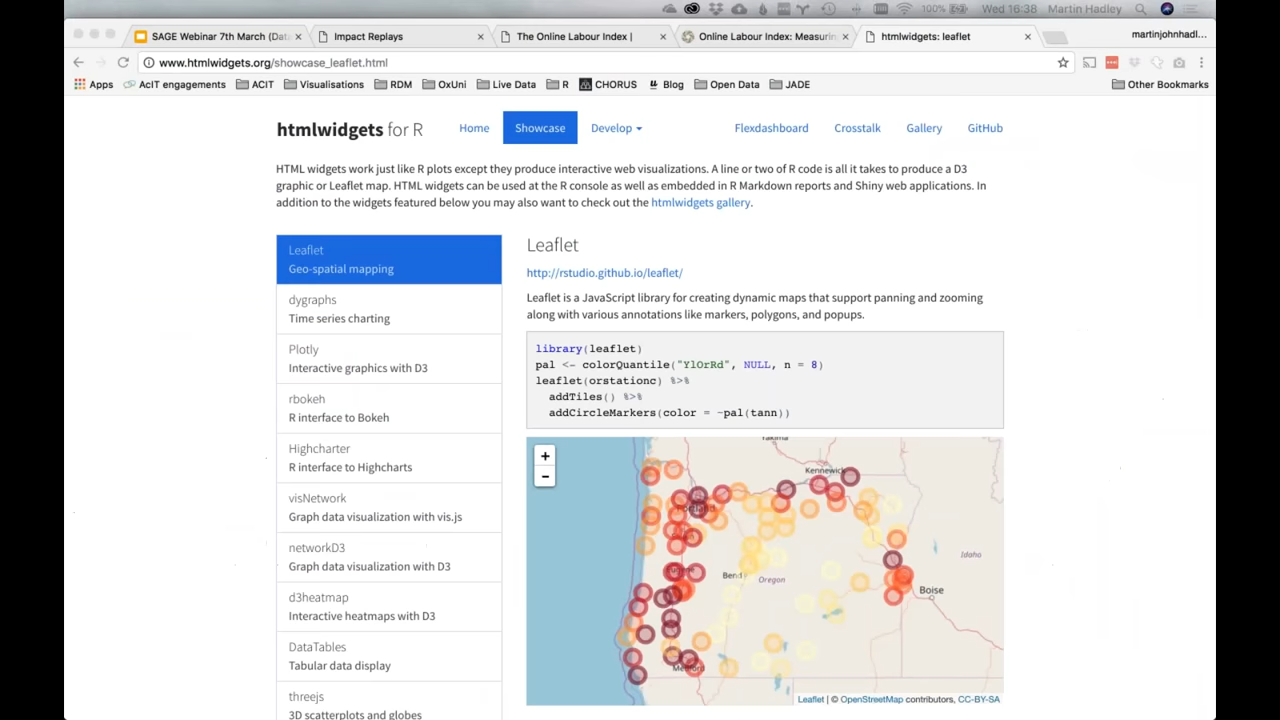 100% Wed 16:38 Martin Hadley
SAGE Webinar 7th March (Dat
Impact Replays
The Online Labour Index |
Online Labour Index: Measuri
htmlwidgets: leaflet
martinjohnhadl...
www.htmlwidgets.org/showcase_leaflet.html
Apps
AcIT engagements
ACIT
Visualisations
RDM
OxUni
Live Data
R
CHORUS
Blog
Open Data
JADE
Other Bookmarks
htmlwidgets for R
Home
Showcase
Develop
Flexdashboard
Crosstalk
Gallery
GitHub
HTML widgets work just like R plots except they produce interactive web visualizations. A line or two of R code is all it takes to produce a D3
graphic or Leaflet map. HTML widgets can be used at the R console as well as embedded in R Markdown reports and Shiny web applications. In
addition to the widgets featured below you may also want to check out the htmlwidgets gallery.
Leaflet
Geo-spatial mapping
dygraphs
Time series charting
Plotly
Interactive graphics with D3
rbokeh
R interface to Bokeh
Highcharter
R interface to Highcharts
visNetwork
Graph data visualization with vis.js
networkD3
Graph data visualization with D3
d3heatmap
Interactive heatmaps with D3
DataTables
Tabular data display
threejs
3D scatterplots and globes
Leaflet
http://rstudio.github.io/leaflet/
Leaflet is a JavaScript library for creating dynamic maps that support panning and zooming
along with various annotations like markers, polygons, and popups.
library(leaflet)
pal <- colorQuantile("YlOrRd", NULL, n = 8)
leaflet(orstationc) %>%
addTiles() %>%
addCircleMarkers(color = ~pal(tann))
+
-
Yakima
Kennewick
Portland
Idaho
Eugene
Bend
Oregon
Boise
Medford
Leaflet | © OpenStreetMap contributors, CC-BY-SA